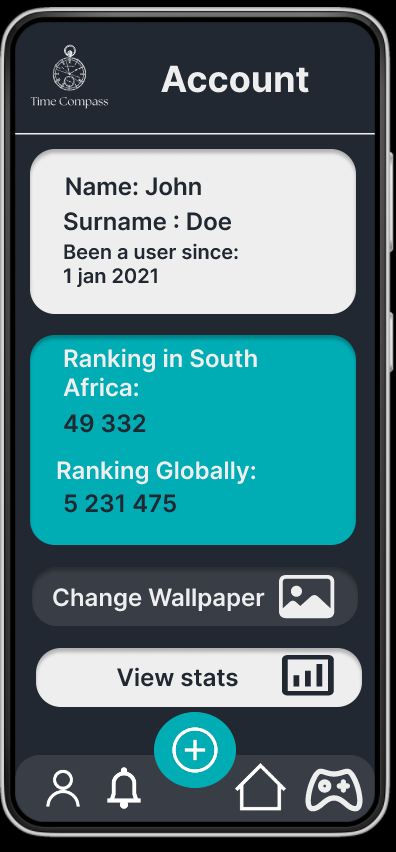 Time Compass
Account
Name: John
Surname : Doe
Been a user since:
1 jan 2021
Ranking in South
Africa:
49 332
Ranking Globally:
5 231 475
Change Wallpaper
View stats